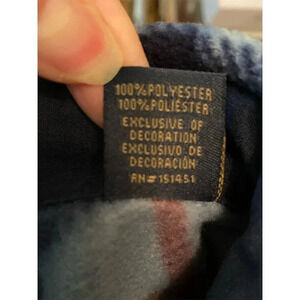 100% POLYESTER
100% POLIÉSTER
EXCLUSIVE OF
DECORATION
EXCLUSIVO DE
DECORACIÓN
RN# 151451